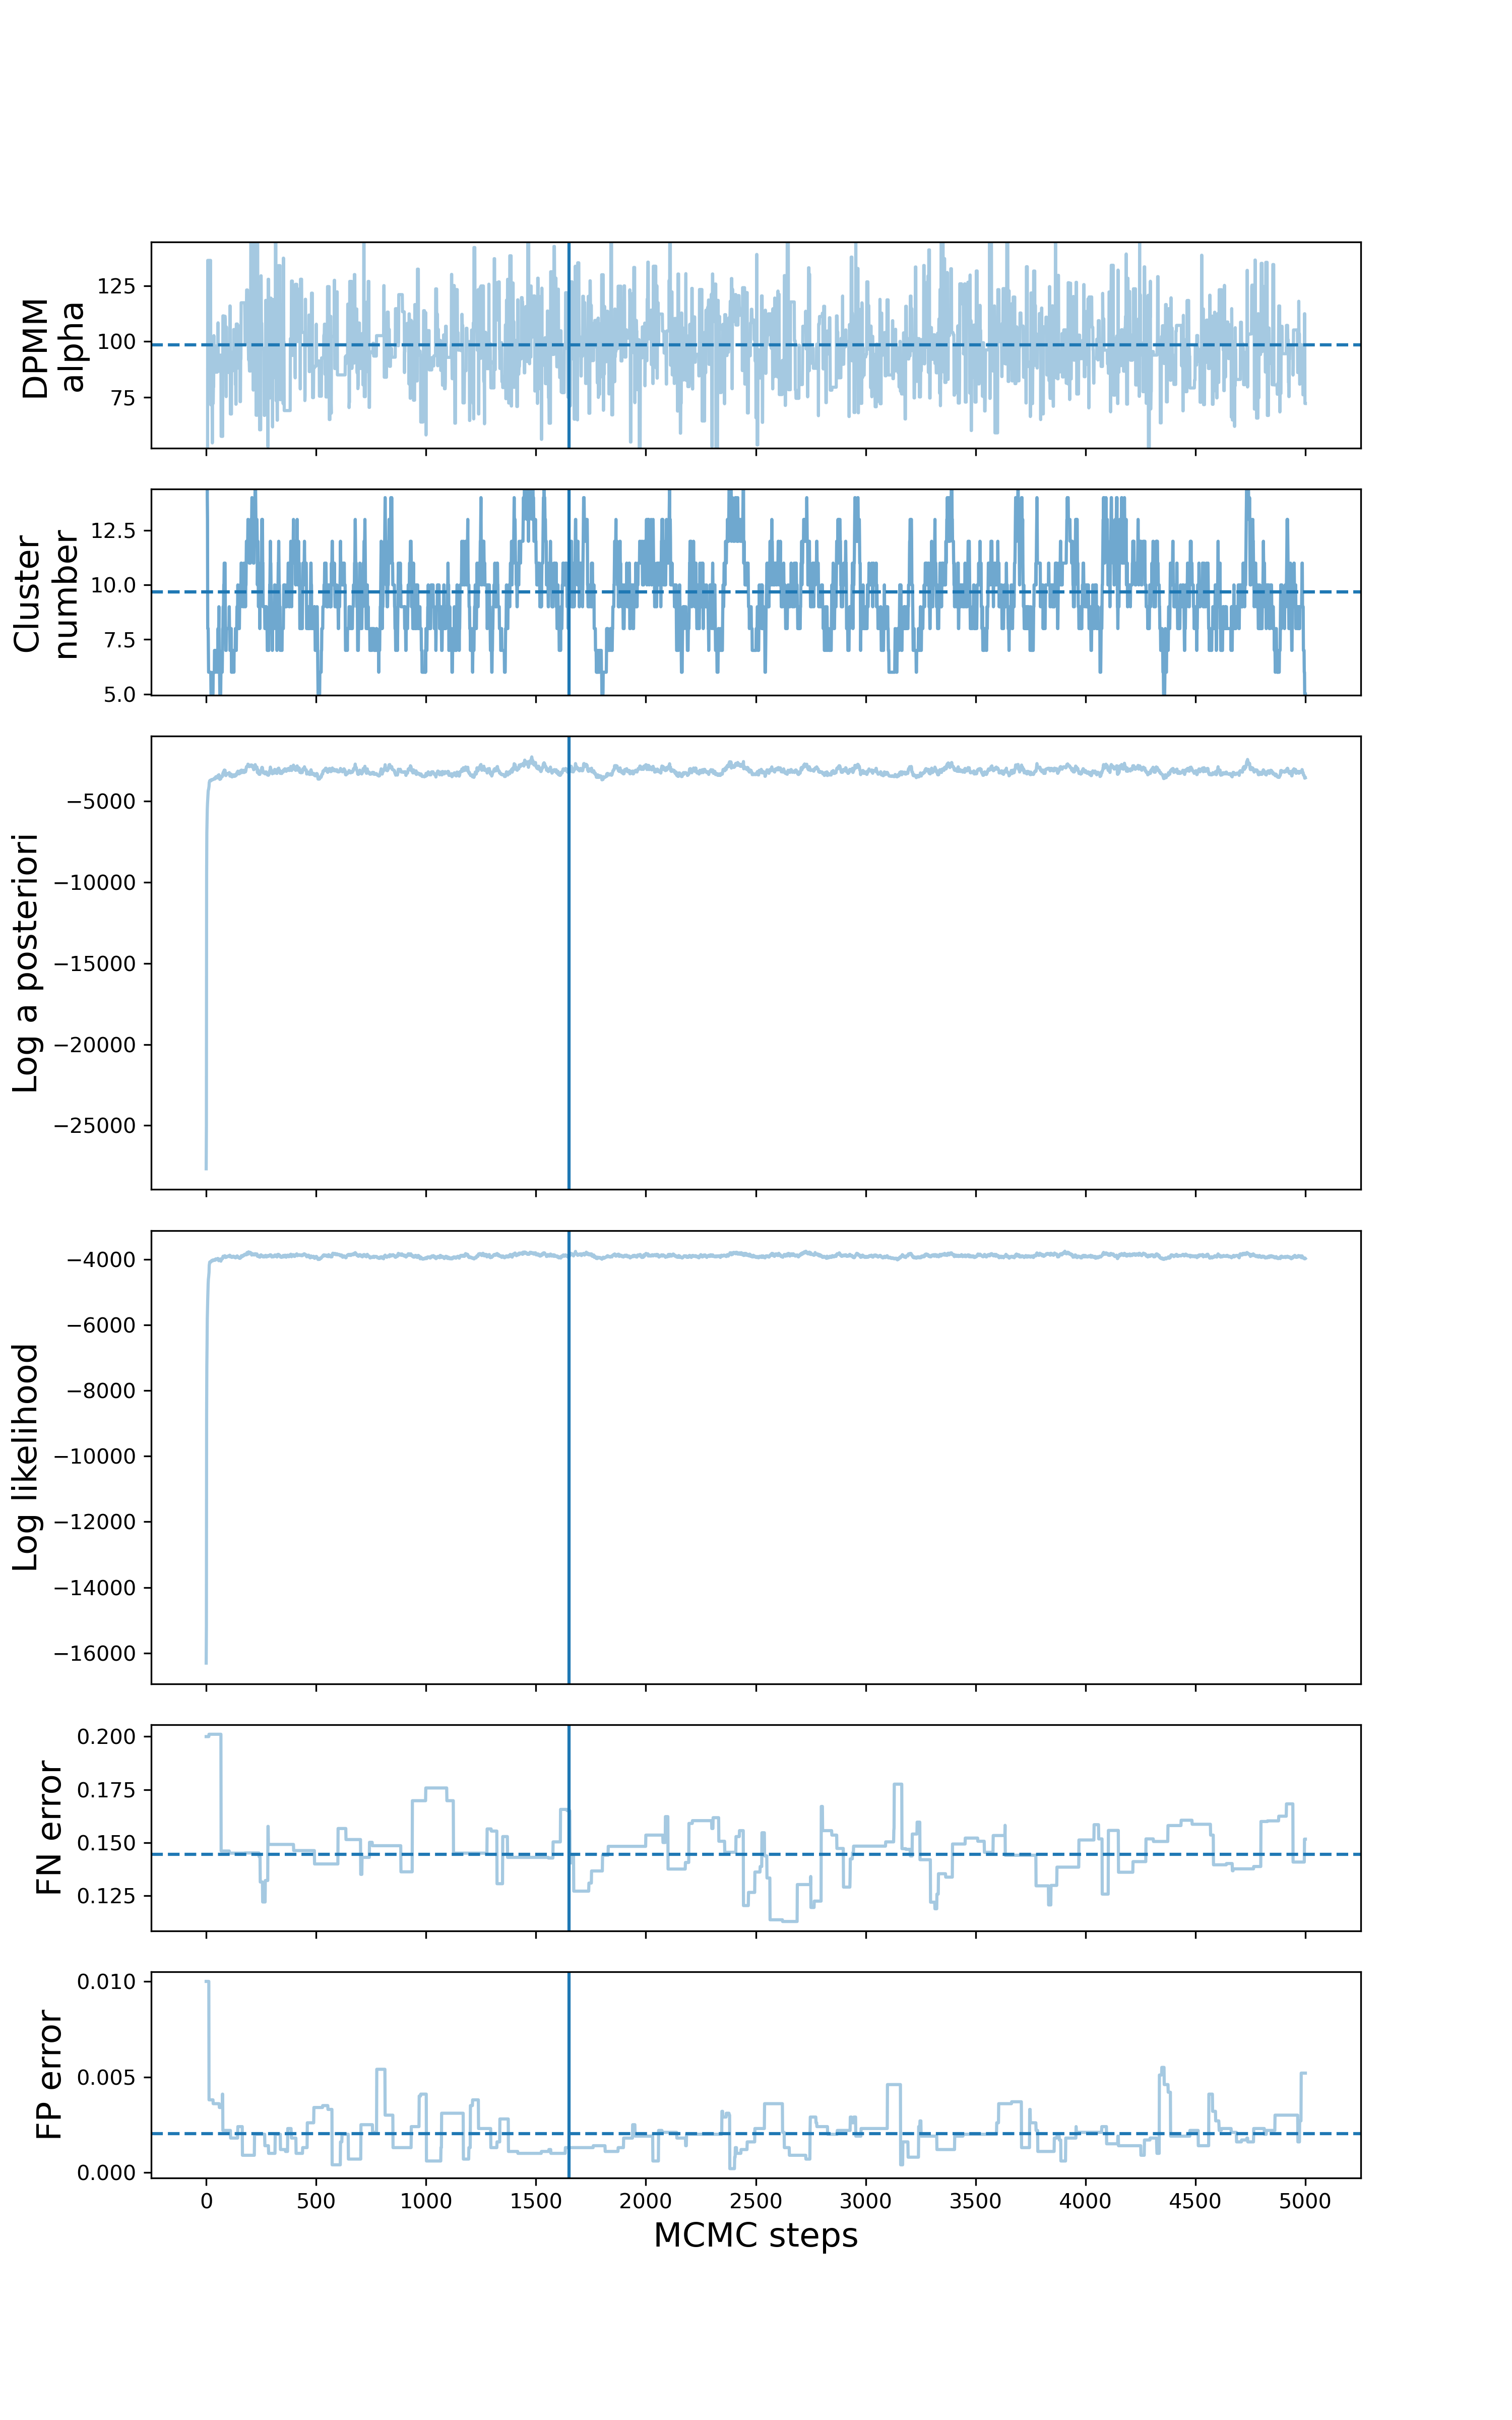 DPMM
alpha
125
100
75
Cluster
number
12.5
10.0
7.5
5.0
Log a posteriori
−5000
−10000
−15000
−20000
−25000
Log likelihood
−4000
−6000
−8000
−10000
−12000
−14000
−16000
FN error
0.200
0.175
0.150
0.125
FP error
0.010
0.005
0.000
0 500 1000 1500 2000 2500 3000 3500 4000 4500 5000
MCMC steps